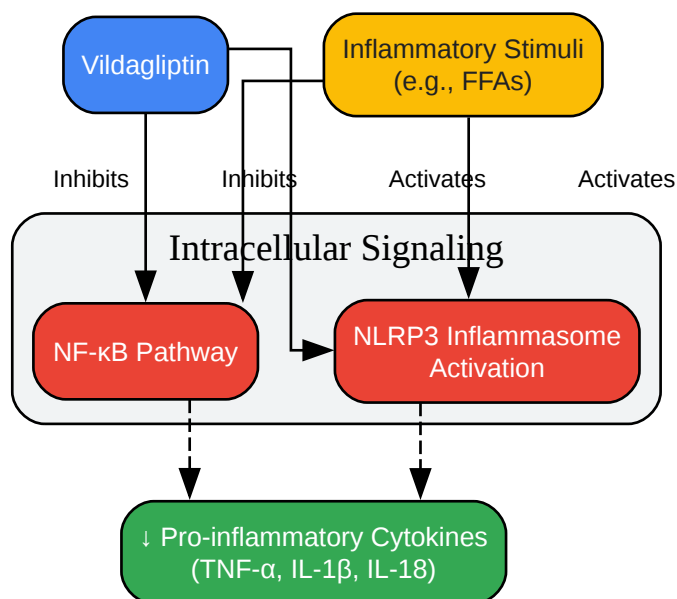 Vildagliptin
Inflammatory Stimuli
(e.g., FFAs)
Inhibits
Inhibits
Activates
Activates
Intracellular Signaling
NF-κB Pathway
NLRP3 Inflammasome
Activation
↓ Pro-inflammatory Cytokines
(TNF-α, IL-1β, IL-18)